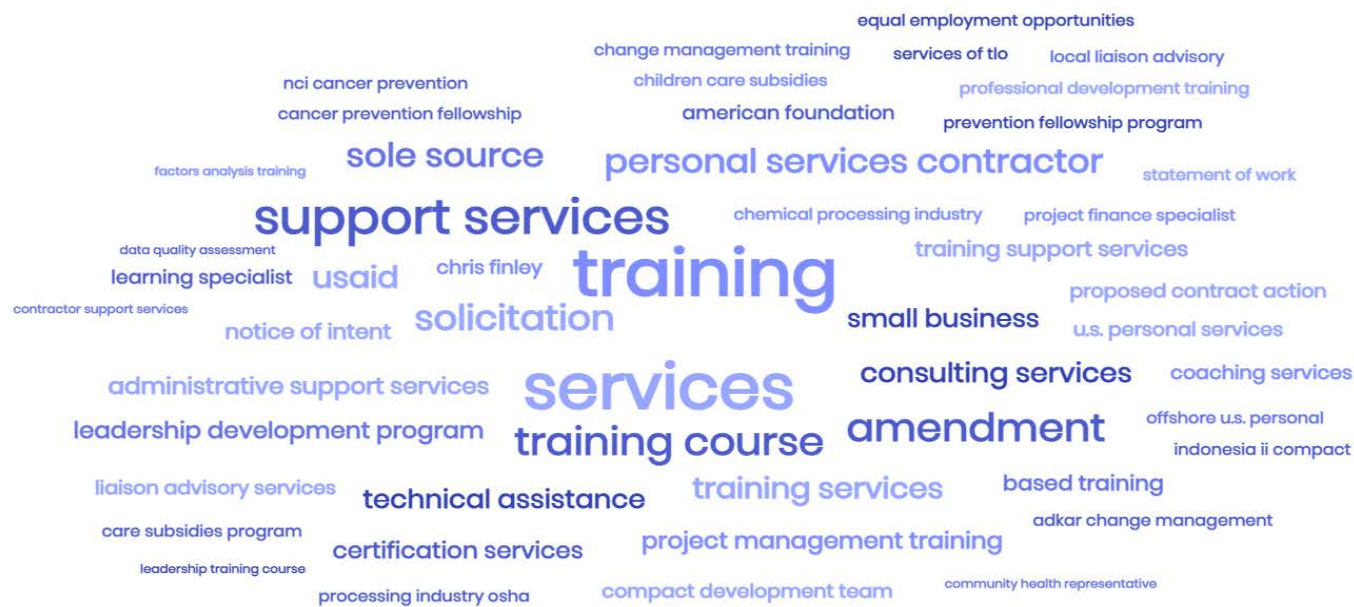 equal employment opportunities
change management training services of tlo local liaison advisory
nci cancer prevention children care subsidies professional development training
cancer prevention fellowship american foundation prevention fellowship program
sole source personal services contractor
factors analysis training statement of work
support services chemical processing industry project finance specialist
data quality assessment training training support services
learning specialist usaid chris finley proposed contract action
contractor support services solicitation small business
notice of intent u.s. personal services
administrative support services services consulting services coaching services
leadership development program training course amendment offshore u.s. personal
indonesia ii compact
liaison advisory services technical assistance training services based training
care subsidies program adkar change management
certification services project management training
leadership training course community health representative
processing industry osha compact development team